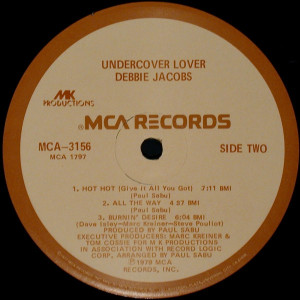 UNDERCOVER LOVER
DEBBIE JACOBS
MK
PRODUCTIONS
®MCA RECORDS
MCA-3156
MCA 1797
SIDE TWO
1. HOT HOT (Give It All You Got) 7:11 BMI
(Paul Sabu)
2. ALL THE WAY 4:27 BMI
(Paul Sabu)
3. BURNIN' DESIRE 6:04 BMI
(Dave Isley-Marc Kreiner-Steve Pouliot)
PRODUCED BY PAUL SABU
EXECUTIVE PRODUCERS: MARC KREINER &
TOM COSSIE FOR M K PRODUCTIONS
IN ASSOCIATION WITH RECORD LOGIC
CORP. ARRANGED BY PAUL SABU
Ⓟ1979 MCA
RECORDS, INC.